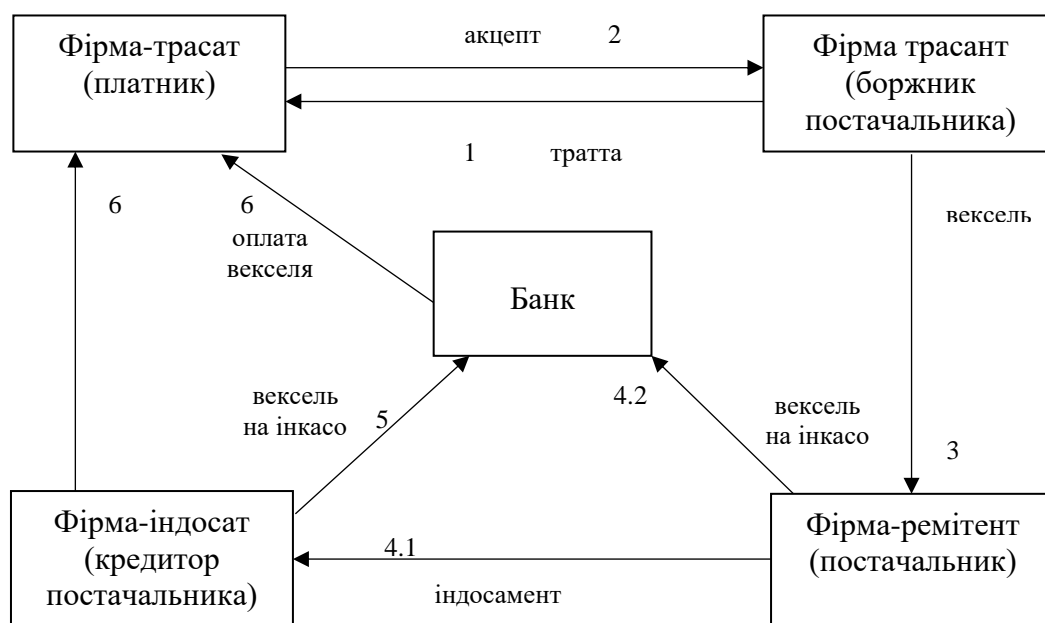 Фірма-трасат
(платник)
акцепт 2
Фірма трасант
(боржник
постачальника)
1 тратта
6
6
оплата
векселя
вексель
Банк
вексель
на інкасо
5
4.2
вексель
на інкасо
3
Фірма-індосат
(кредитор
постачальника)
4.1
індосамент
Фірма-ремітент
(постачальник)